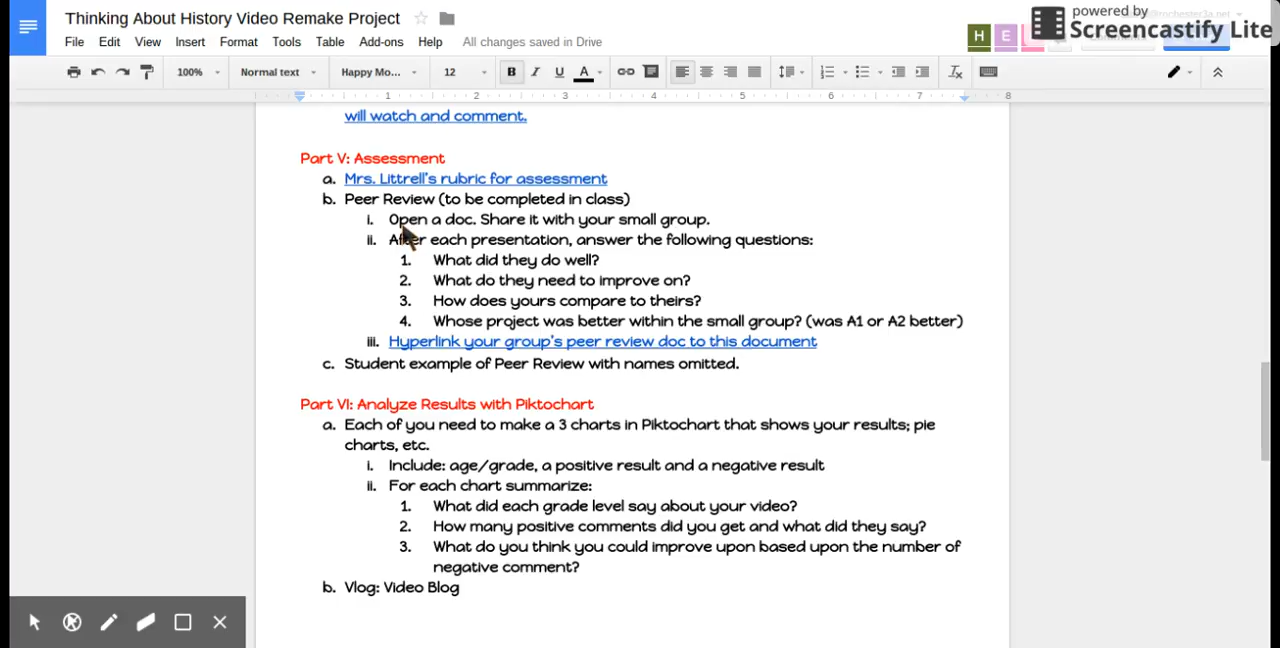 Thinking About History Video Remake Project
powered by
Screencastify Lite
File Edit View Insert Format Tools Table Add-ons Help All changes saved in Drive
H E
100% Normal text Happy Mo... 12 B I U A
1 2 3 4 5 6 7 8
will watch and comment.
Part V: Assessment
a. Mrs. Littrell's rubric for assessment
b. Peer Review (to be completed in class)
i. Open a doc. Share it with your small group.
ii. After each presentation, answer the following questions:
1. What did they do well?
2. What do they need to improve on?
3. How does yours compare to theirs?
4. Whose project was better within the small group? (was A1 or A2 better)
iii. Hyperlink your group's peer review doc to this document
c. Student example of Peer Review with names omitted.
Part VI: Analyze Results with Piktochart
a. Each of you need to make a 3 charts in Piktochart that shows your results; pie
charts, etc.
i. Include: age/grade, a positive result and a negative result
ii. For each chart summarize:
1. What did each grade level say about your video?
2. How many positive comments did you get and what did they say?
3. What do you think you could improve upon based upon the number of
negative comment?
b. Vlog: Video Blog